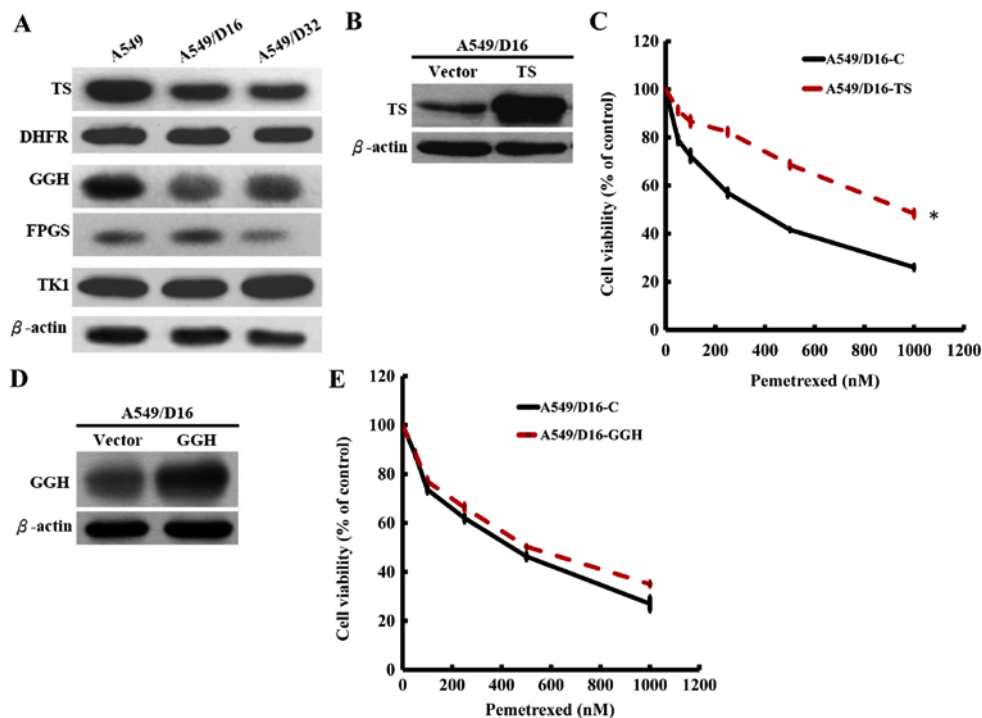 A
A549
A549/D16
A549/D32
TS
DHFR
GGH
FPGS
TK1
β-actin
B
A549/D16
Vector TS
TS
β-actin
C
A549/D16-C
A549/D16-TS
Cell viability (% of control)
120
100
80
60
40
20
0
*
0 200 400 600 800 1000 1200
Pemetrexed (nM)
D
A549/D16
Vector GGH
GGH
β-actin
E
A549/D16-C
A549/D16-GGH
Cell viability (% of control)
120
100
80
60
40
20
0
0 200 400 600 800 1000 1200
Pemetrexed (nM)